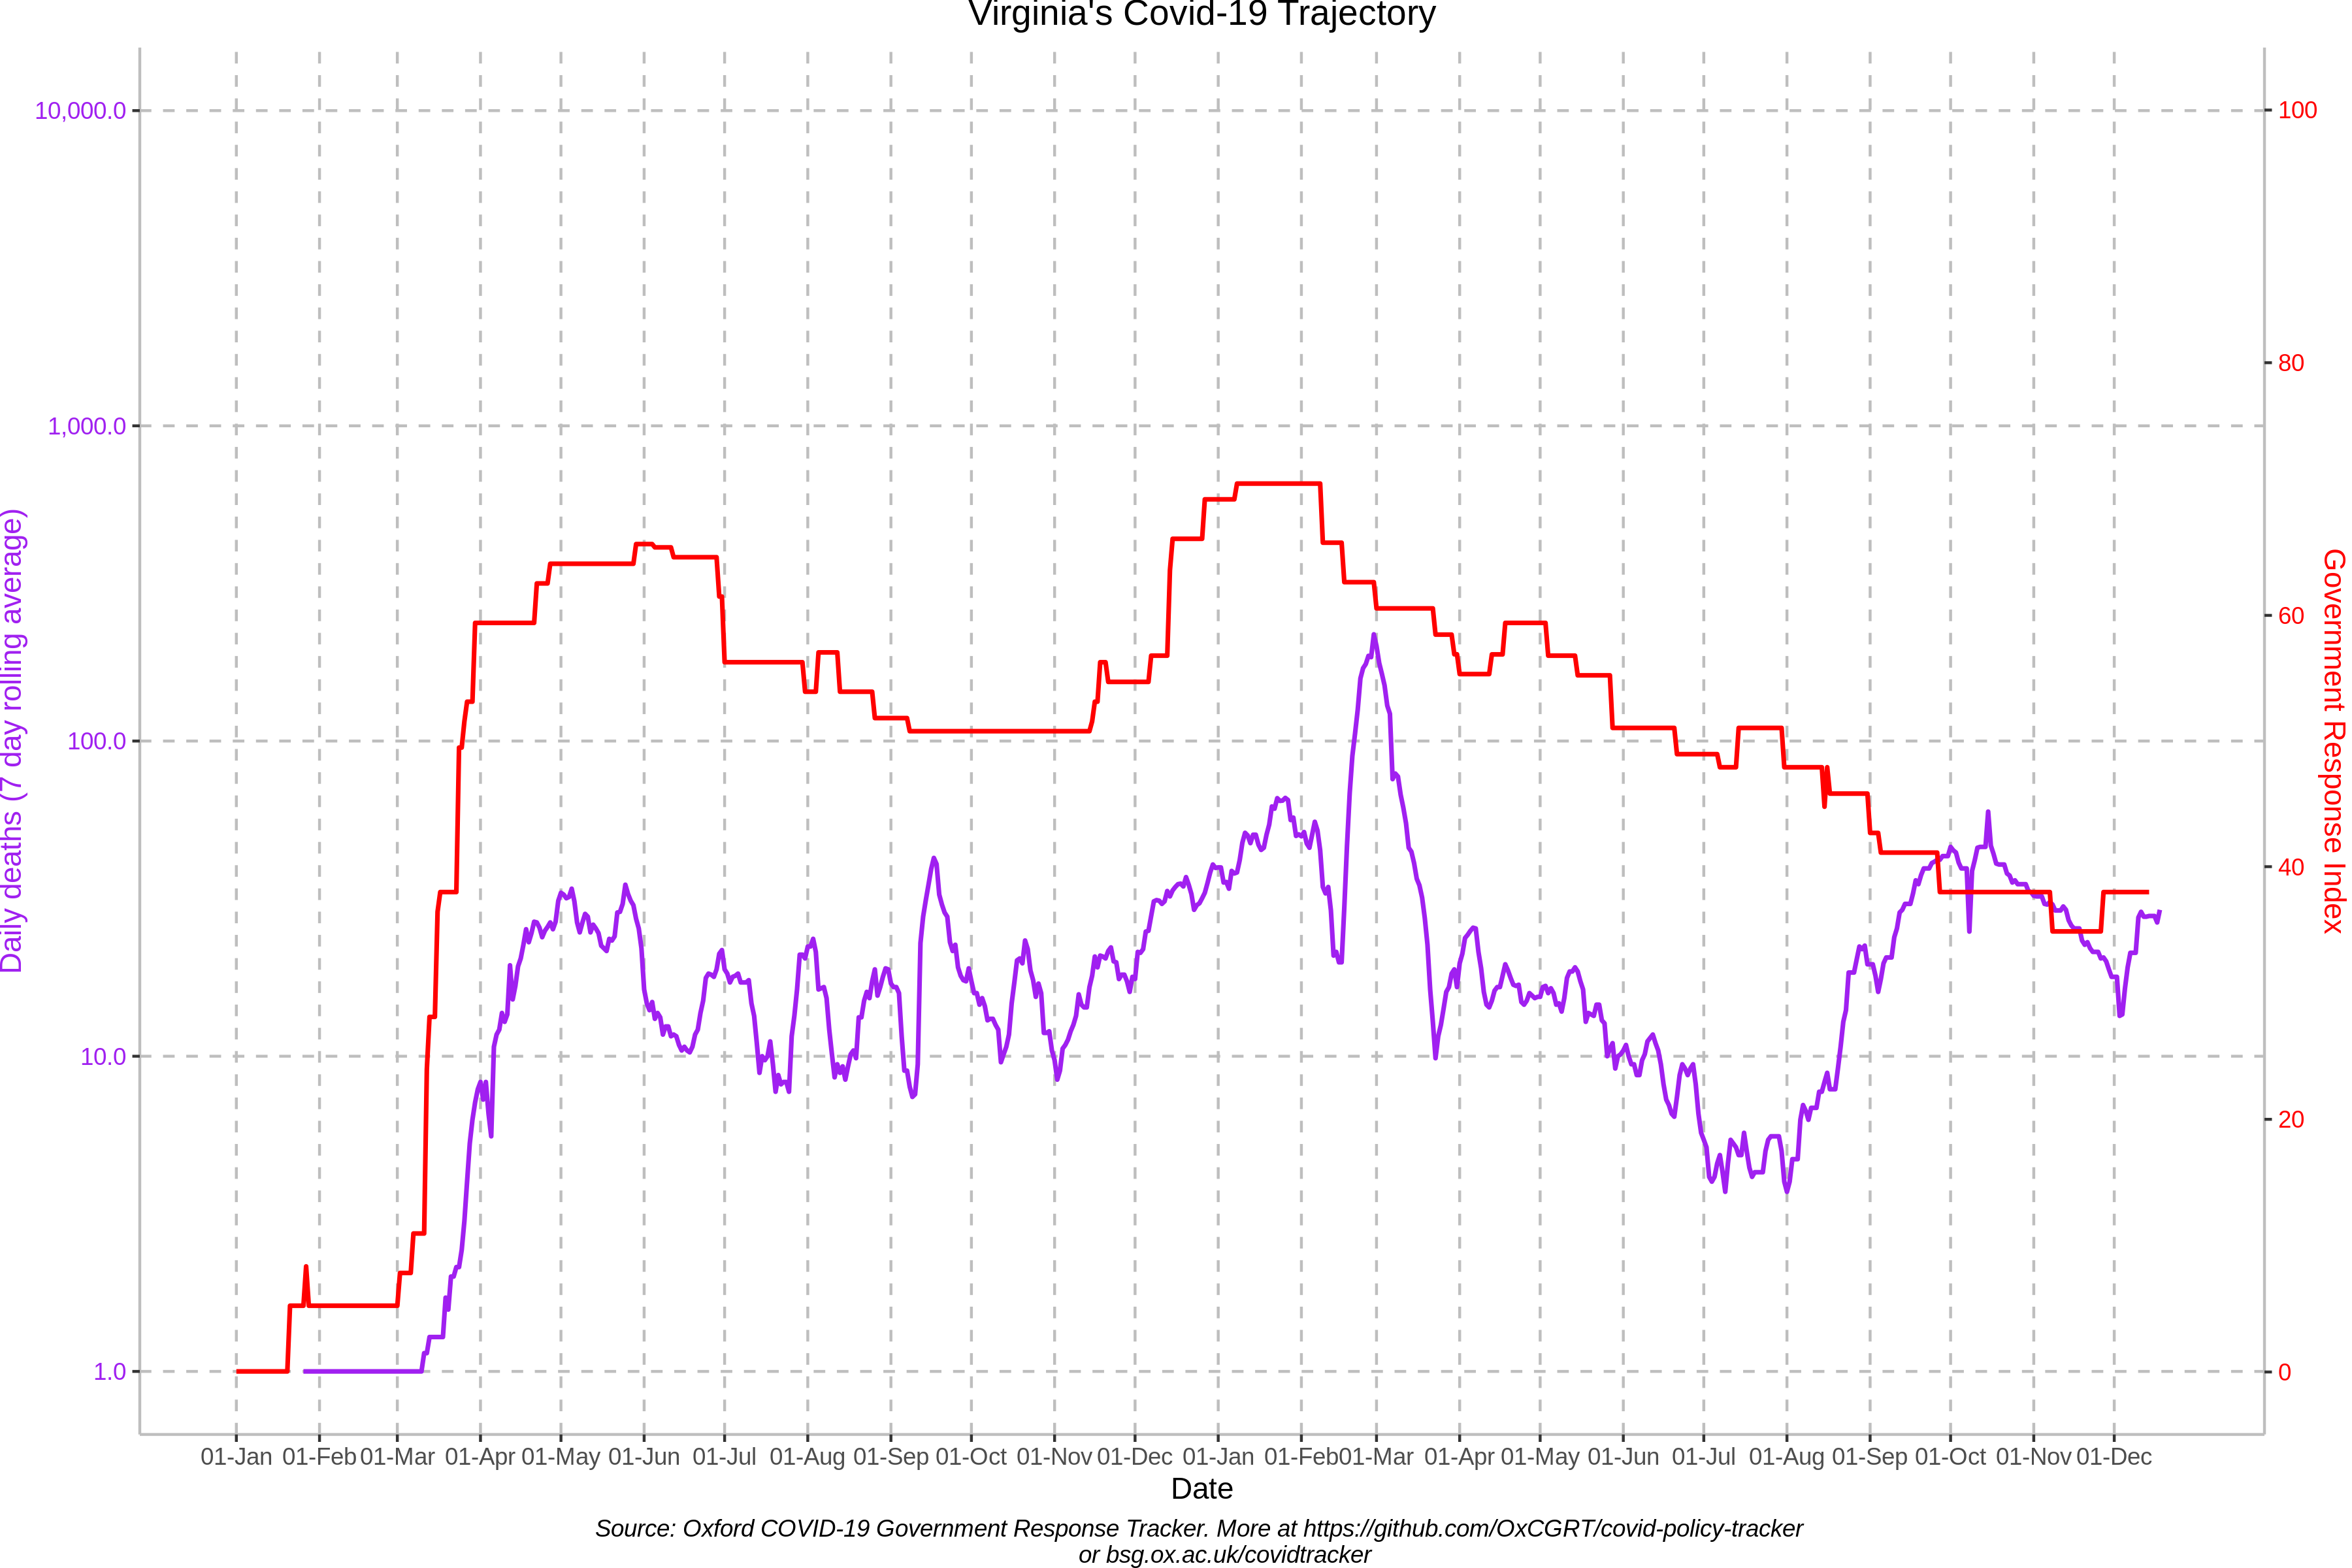 Virginia's Covid-19 Trajectory
10,000.0
1,000.0
100.0
10.0
1.0
Daily deaths (7 day rolling average)
100
80
60
40
20
0
Government Response Index
01-Jan 01-Feb 01-Mar 01-Apr 01-May 01-Jun 01-Jul 01-Aug 01-Sep 01-Oct 01-Nov 01-Dec 01-Jan 01-Feb 01-Mar 01-Apr 01-May 01-Jun 01-Jul 01-Aug 01-Sep 01-Oct 01-Nov 01-Dec
Date
Source: Oxford COVID-19 Government Response Tracker. More at https://github.com/OxCGRT/covid-policy-tracker
or bsg.ox.ac.uk/covidtracker